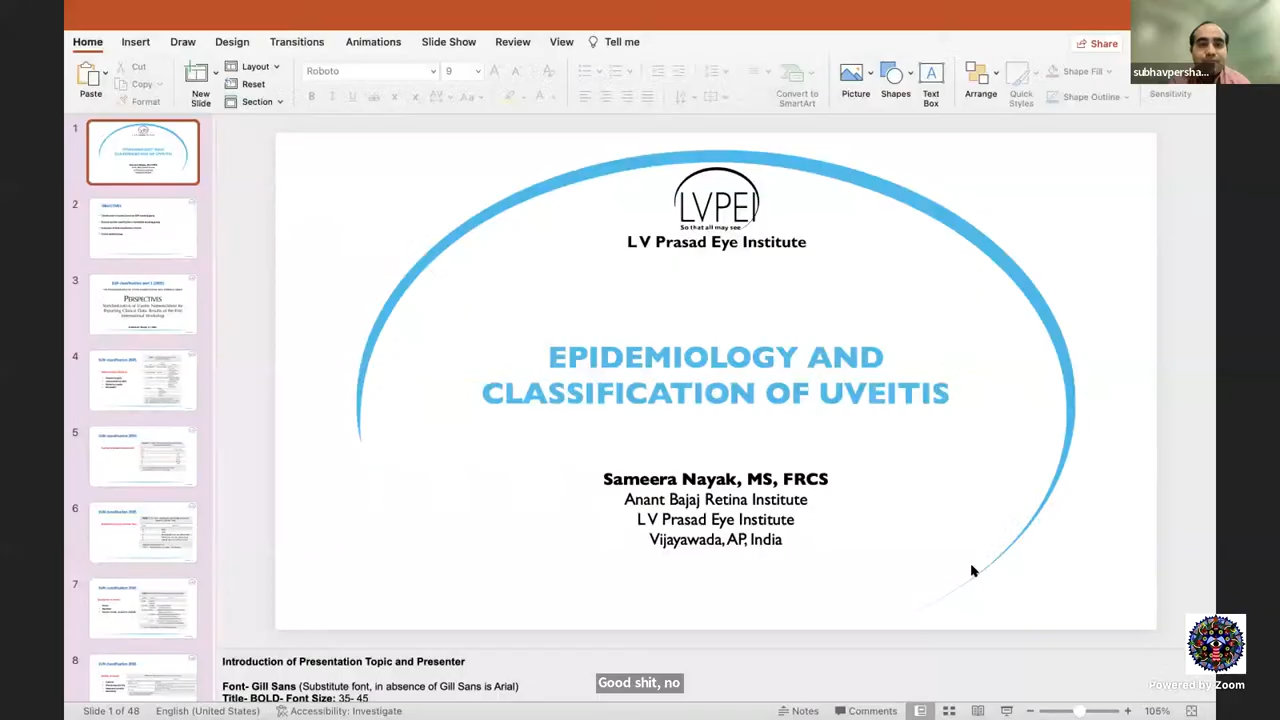 Home Insert Draw Design Transitions Animations Slide Show Review View Tell me
Share
subhavpersha...
Paste
Cut
Copy
Format
New Slide
Layout
Reset
Section
Roboto
9
Convert to SmartArt
Picture
Shapes
Text Box
Arrange
Quick Styles
Shape Fill
Shape Outline
Sensitivity
1
2
3
4
5
6
7
8
LVPEI
So that all may see
L V Prasad Eye Institute
EPIDEMIOLOGY AND
CLASSIFICATION OF UVEITIS
Sameera Nayak, MS, FRCS
Anant Bajaj Retina Institute
L V Prasad Eye Institute
Vijayawada, AP, India
Introduction of Presentation Topic and Presenter
Font- Gill Sans (Substitute font, in absence of Gill Sans is Arial)
Title- BOLD- Font Size: 35- 45
Good shit, no
Powered by Zoom
Slide 1 of 48 English (United States) Accessibility: Investigate Notes Comments 106%